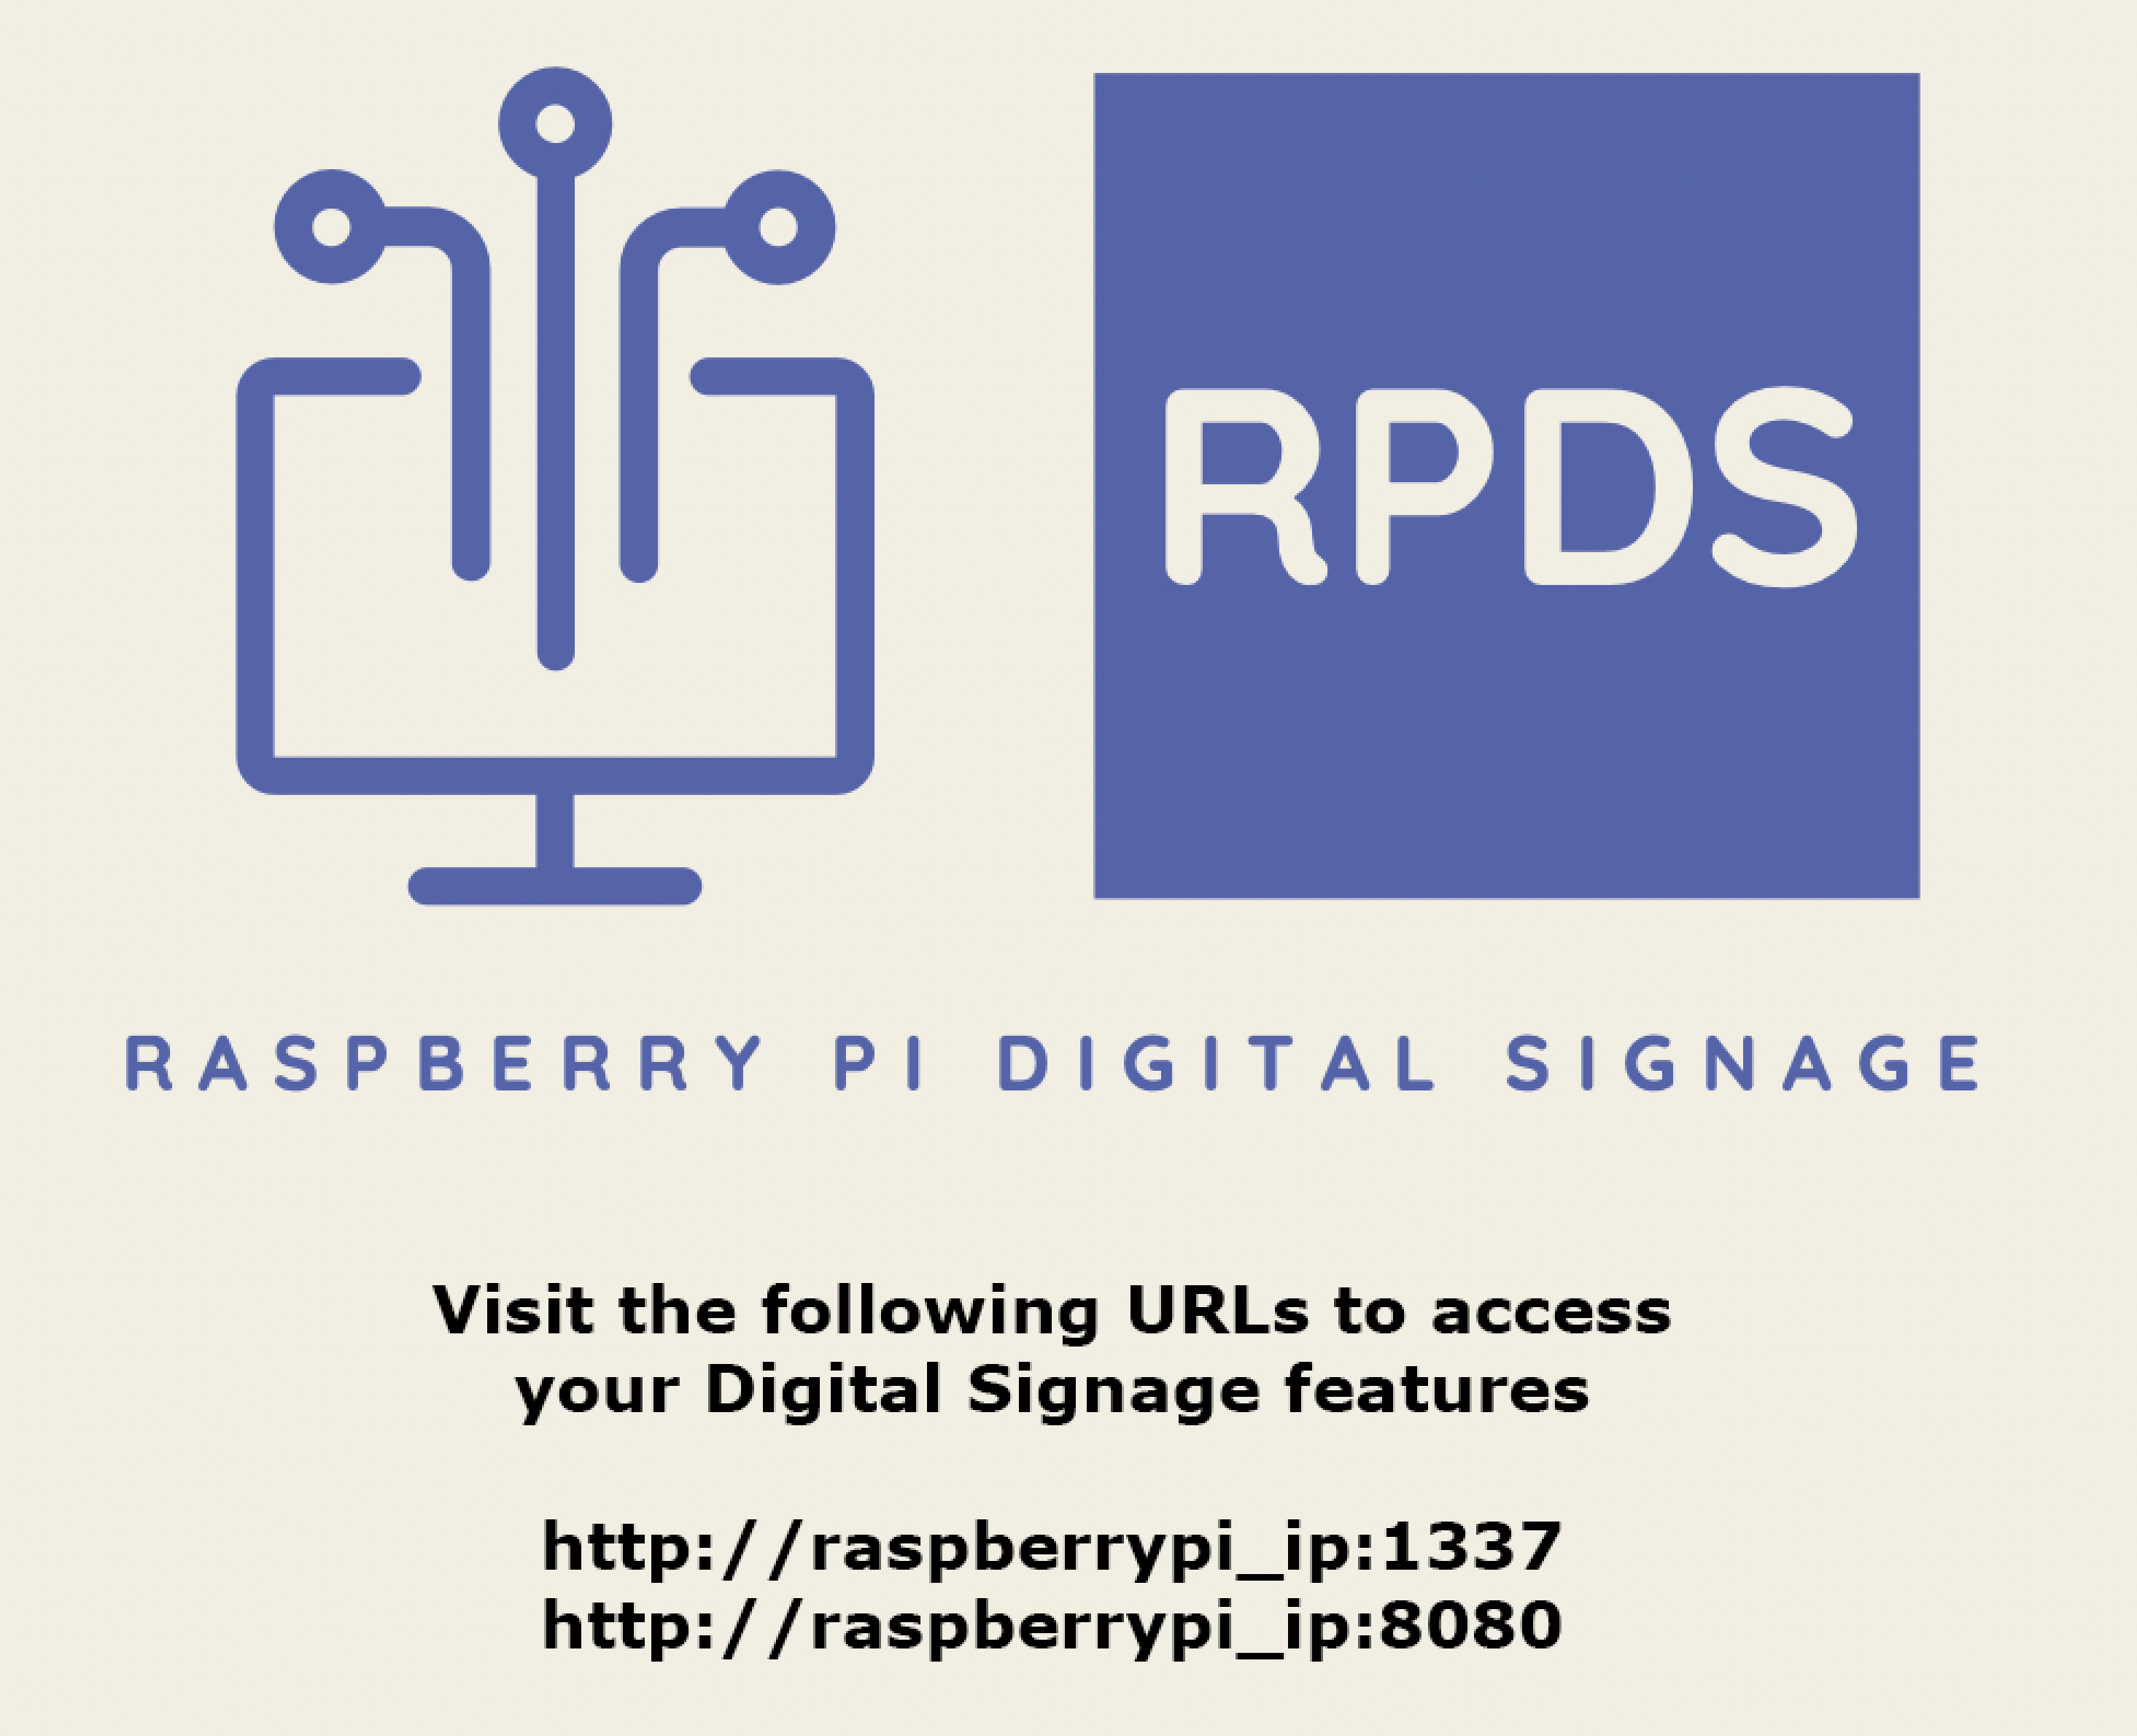 RPDS
RASPBERRY PI DIGITAL SIGNAGE
Visit the following URLs to access
your Digital Signage features
http://raspberrypi_ip:1337
http://raspberrypi_ip:8080